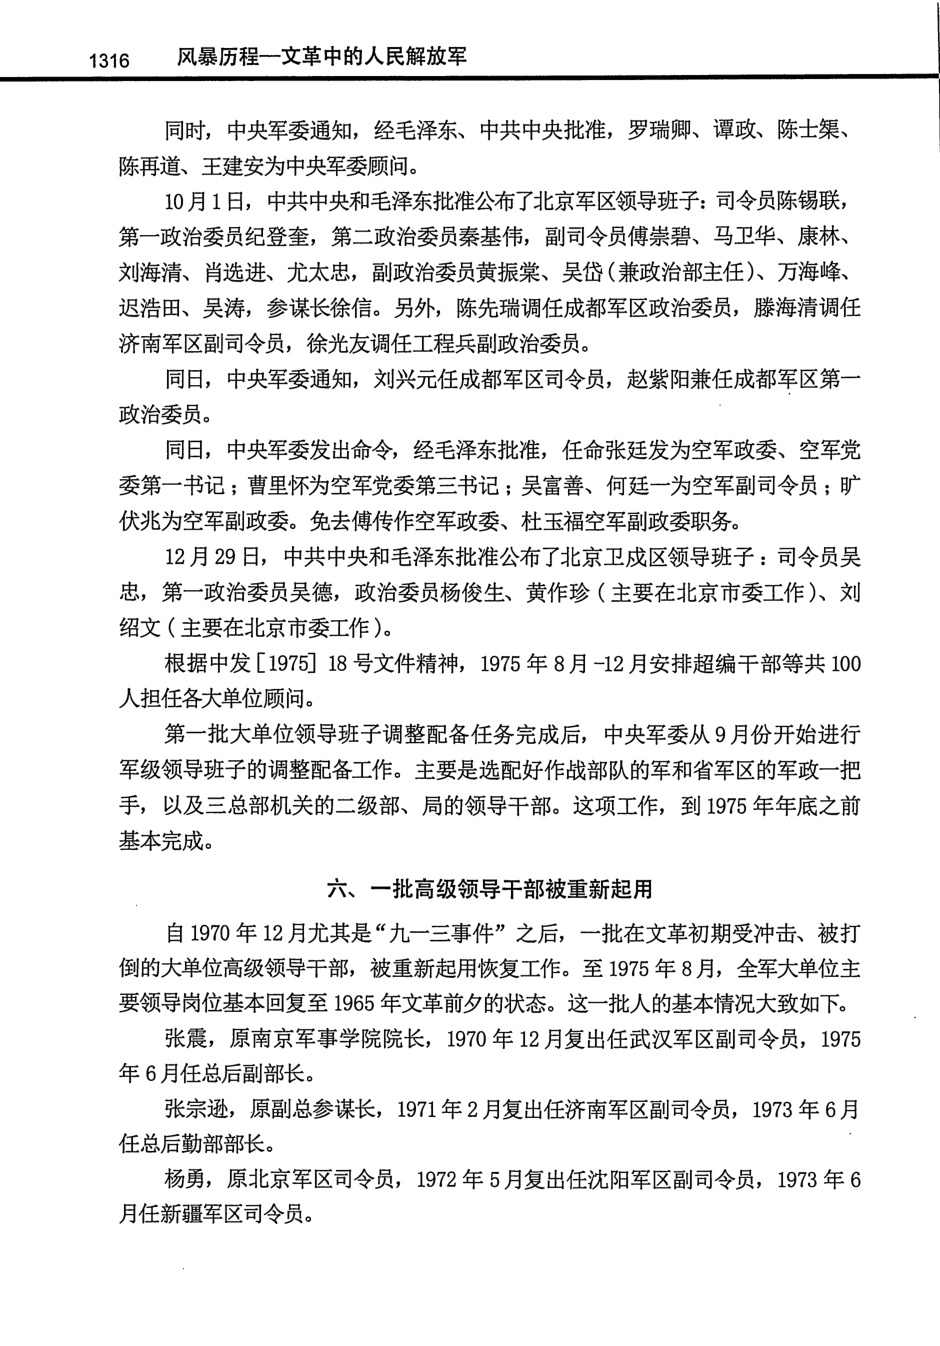 1316 风暴历程—文革中的人民解放军
同时，中央军委通知，经毛泽东、中共中央批准，罗瑞卿、谭政、陈士榘、
陈再道、王建安为中央军委顾问。
10月1日，中共中央和毛泽东批准公布了北京军区领导班子：司令员陈锡联，
第一政治委员纪登奎，第二政治委员秦基伟，副司令员傅崇碧、马卫华、康林、
刘海清、肖选进、尤太忠，副政治委员黄振棠、吴岱（兼政治部主任）、万海峰、
迟浩田、吴涛，参谋长徐信。另外，陈先瑞调任成都军区政治委员，滕海清调任
济南军区副司令员，徐光友调任工程兵副政治委员。
同日，中央军委通知，刘兴元任成都军区司令员，赵紫阳兼任成都军区第一
政治委员。
同日，中央军委发出命令，经毛泽东批准，任命张廷发为空军政委、空军党
委第一书记；曹里怀为空军党委第三书记；吴富善、何廷一为空军副司令员；旷
伏兆为空军副政委。免去傅传作空军政委、杜玉福空军副政委职务。
12月29日，中共中央和毛泽东批准公布了北京卫戍区领导班子：司令员吴
忠，第一政治委员吴德，政治委员杨俊生、黄作珍（主要在北京市委工作）、刘
绍文（主要在北京市委工作）。
根据中发［1975］18号文件精神，1975年8月-12月安排超编干部等共100
人担任各大单位顾问。
第一批大单位领导班子调整配备任务完成后，中央军委从9月份开始进行
军级领导班子的调整配备工作。主要是选配好作战部队的军和省军区的军政一把
手，以及三总部机关的二级部、局的领导干部。这项工作，到1975年年底之前
基本完成。
六、一批高级领导干部被重新起用
自1970年12月尤其是“九一三事件”之后，一批在文革初期受冲击、被打
倒的大单位高级领导干部，被重新起用恢复工作。至1975年8月，全军大单位主
要领导岗位基本回复至1965年文革前夕的状态。这一批人的基本情况大致如下。
张震，原南京军事学院院长，1970年12月复出任武汉军区副司令员，1975
年6月任总后副部长。
张宗逊，原副总参谋长，1971年2月复出任济南军区副司令员，1973年6月
任总后勤部部长。
杨勇，原北京军区司令员，1972年5月复出任沈阳军区副司令员，1973年6
月任新疆军区司令员。